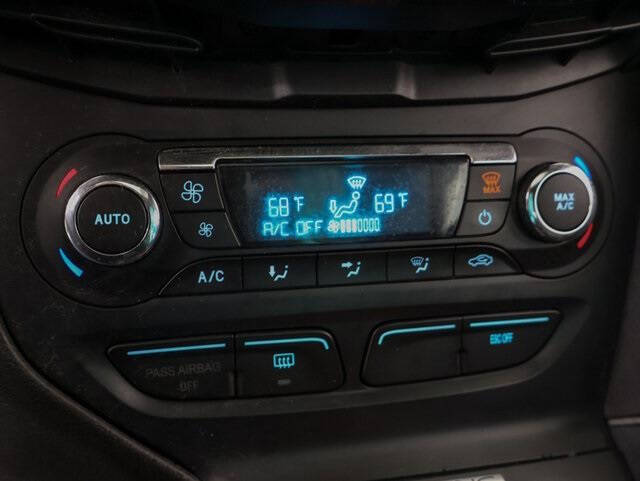 68°F 69°F
A/C OFF
MAX
AUTO
MAX
A/C
A/C
PASS AIRBAG
OFF
ESC OFF